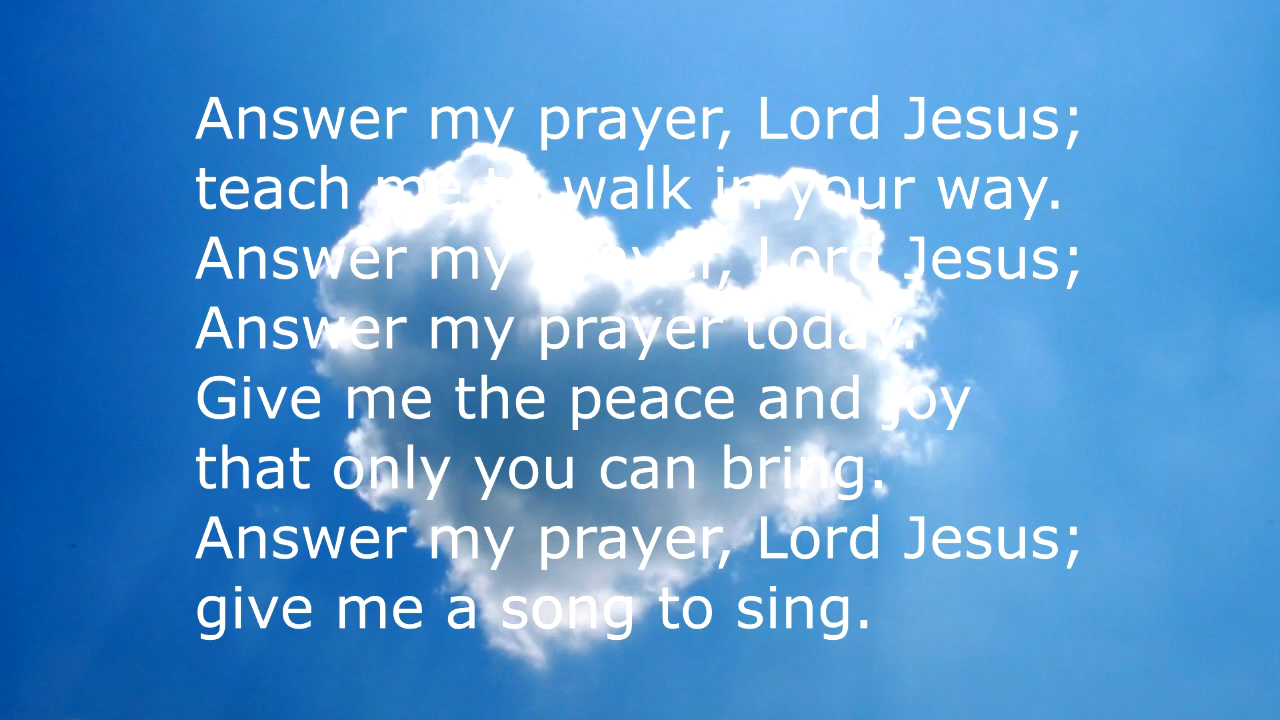 Answer my prayer, Lord Jesus;
teach me to walk in your way.
Answer my prayer, Lord Jesus;
Answer my prayer today.
Give me the peace and joy
that only you can bring.
Answer my prayer, Lord Jesus;
give me a song to sing.